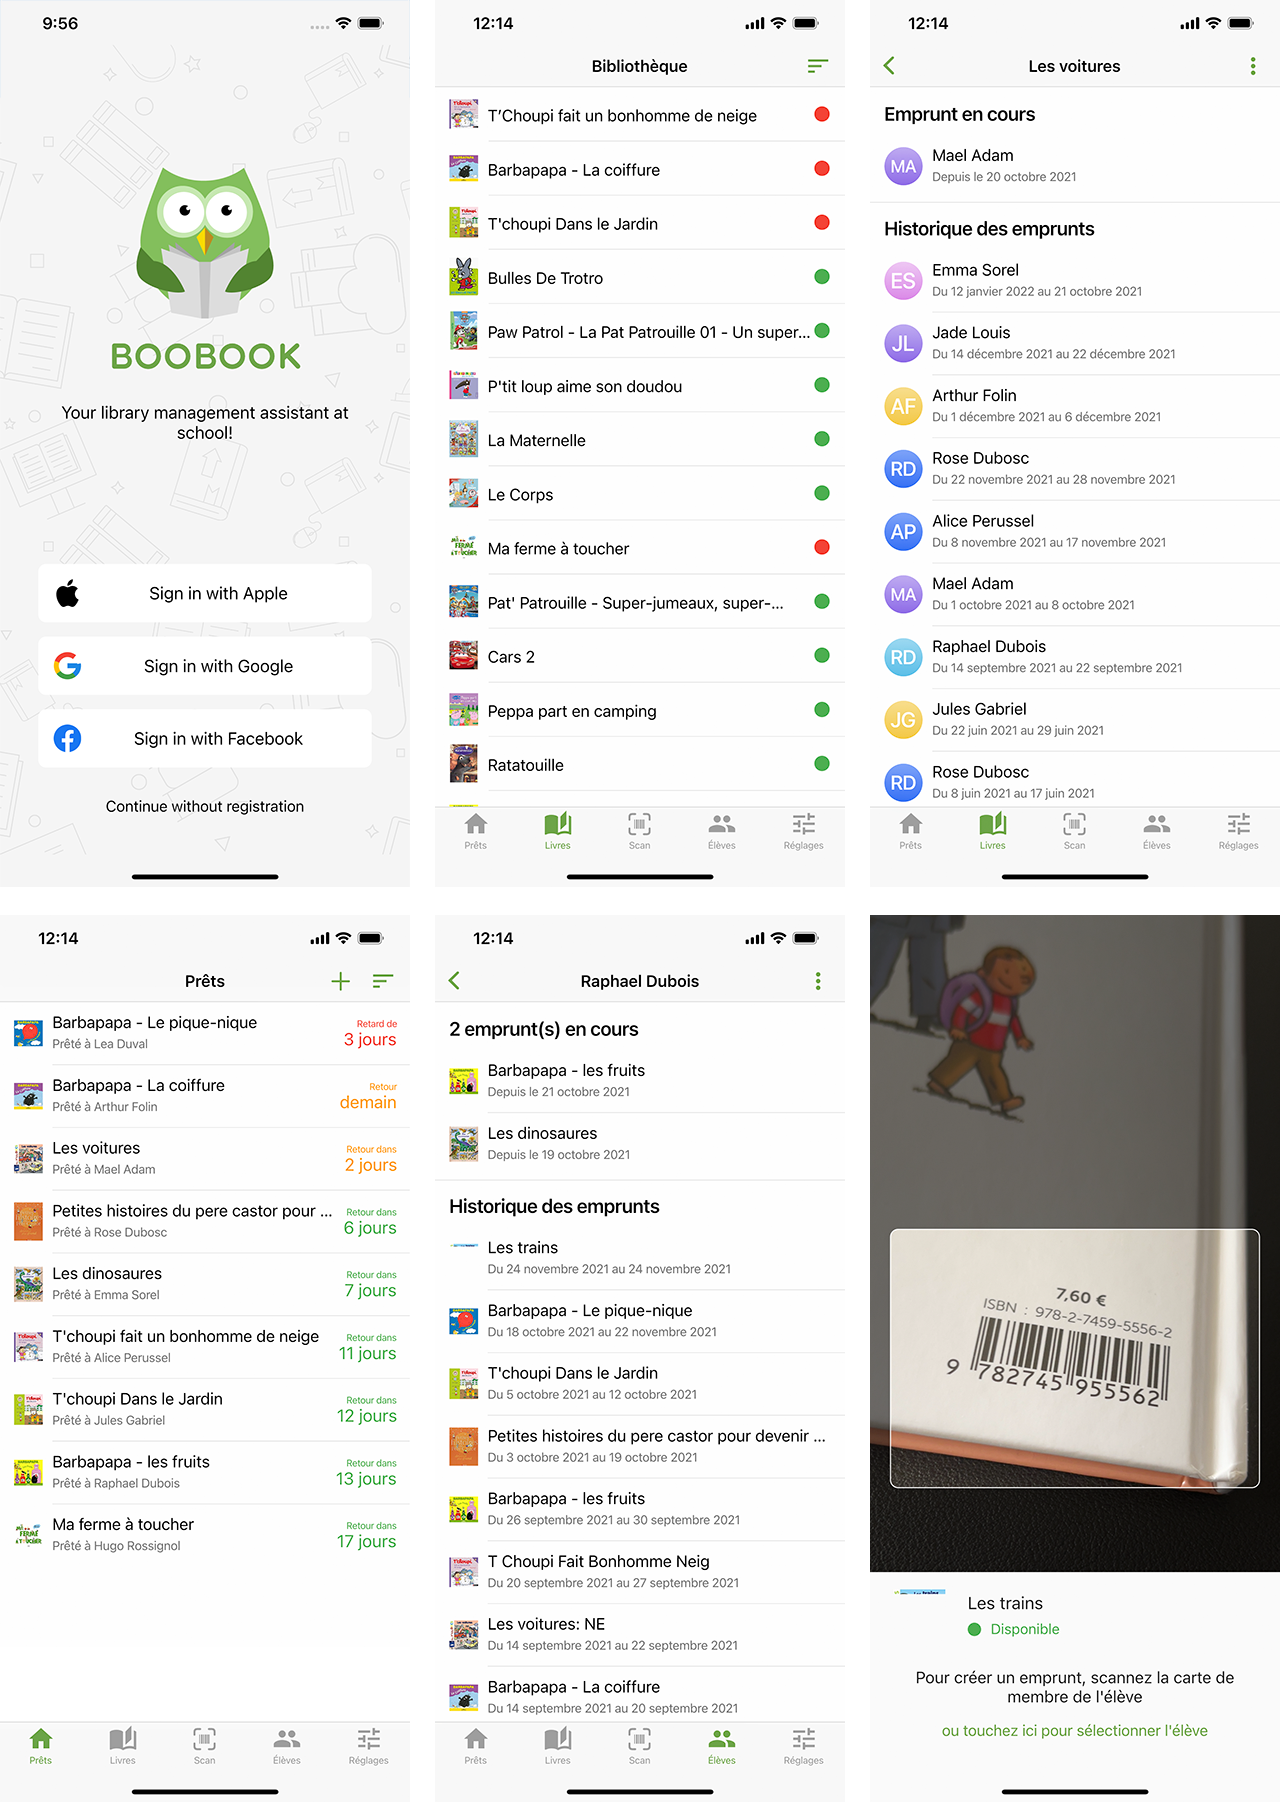 9:56
BOOBOOK
Your library management assistant at
school!
Sign in with Apple
Sign in with Google
Sign in with Facebook
Continue without registration
12:14
Bibliothèque
T'Choupi fait un bonhomme de neige
Barbapapa - La coiffure
T'choupi Dans le Jardin
Bulles De Trotro
Paw Patrol - La Pat Patrouille 01 - Un super...
P'tit loup aime son doudou
La Maternelle
Le Corps
Ma ferme à toucher
Pat' Patrouille - Super-jumeaux, super-...
Cars 2
Peppa part en camping
Ratatouille
Prêts
Livres
Scan
Élèves
Réglages
12:14
Les voitures
Emprunt en cours
MA
Mael Adam
Depuis le 20 octobre 2021
Historique des emprunts
ES
Emma Sorel
Du 12 janvier 2022 au 21 octobre 2021
JL
Jade Louis
Du 14 décembre 2021 au 22 décembre 2021
AF
Arthur Folin
Du 1 décembre 2021 au 6 décembre 2021
RD
Rose Dubosc
Du 22 novembre 2021 au 28 novembre 2021
AP
Alice Perussel
Du 8 novembre 2021 au 17 novembre 2021
MA
Mael Adam
Du 1 octobre 2021 au 8 octobre 2021
RD
Raphael Dubois
Du 14 septembre 2021 au 22 septembre 2021
JG
Jules Gabriel
Du 22 juin 2021 au 29 juin 2021
RD
Rose Dubosc
Du 8 juin 2021 au 17 juin 2021
Prêts
Livres
Scan
Élèves
Réglages
12:14
Prêts
Barbapapa - Le pique-nique
Prêté à Lea Duval
Retard de
3 jours
Barbapapa - La coiffure
Prêté à Arthur Folin
Retour
demain
Les voitures
Prêté à Mael Adam
Retour dans
2 jours
Petites histoires du pere castor pour ...
Prêté à Rose Dubosc
Retour dans
6 jours
Les dinosaures
Prêté à Emma Sorel
Retour dans
7 jours
T'choupi fait un bonhomme de neige
Prêté à Alice Perussel
Retour dans
11 jours
T'choupi Dans le Jardin
Prêté à Jules Gabriel
Retour dans
12 jours
Barbapapa - les fruits
Prêté à Raphael Dubois
Retour dans
13 jours
Ma ferme à toucher
Prêté à Hugo Rossignol
Retour dans
17 jours
Prêts
Livres
Scan
Élèves
Réglages
12:14
Raphael Dubois
2 emprunt(s) en cours
Barbapapa - les fruits
Depuis le 21 octobre 2021
Les dinosaures
Depuis le 19 octobre 2021
Historique des emprunts
Les trains
Du 24 novembre 2021 au 24 novembre 2021
Barbapapa - Le pique-nique
Du 18 octobre 2021 au 22 novembre 2021
T'choupi Dans le Jardin
Du 5 octobre 2021 au 12 octobre 2021
Petites histoires du pere castor pour devenir ...
Du 3 octobre 2021 au 19 octobre 2021
Barbapapa - les fruits
Du 26 septembre 2021 au 30 septembre 2021
T Choupi Fait Bonhomme Neig
Du 20 septembre 2021 au 27 septembre 2021
Les voitures: NE
Du 14 septembre 2021 au 22 septembre 2021
Barbapapa - La coiffure
Du 14 septembre 2021 au 20 septembre 2021
Prêts
Livres
Scan
Élèves
Réglages
7,60 €
ISBN : 978-2-7459-5556-2
9 782745 955562
Les trains
Disponible
Pour créer un emprunt, scannez la carte de
membre de l'élève
ou touchez ici pour sélectionner l'élève